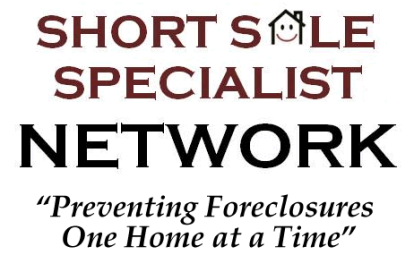 SHORT SALE
SPECIALIST
NETWORK
“Preventing Foreclosures
One Home at a Time”